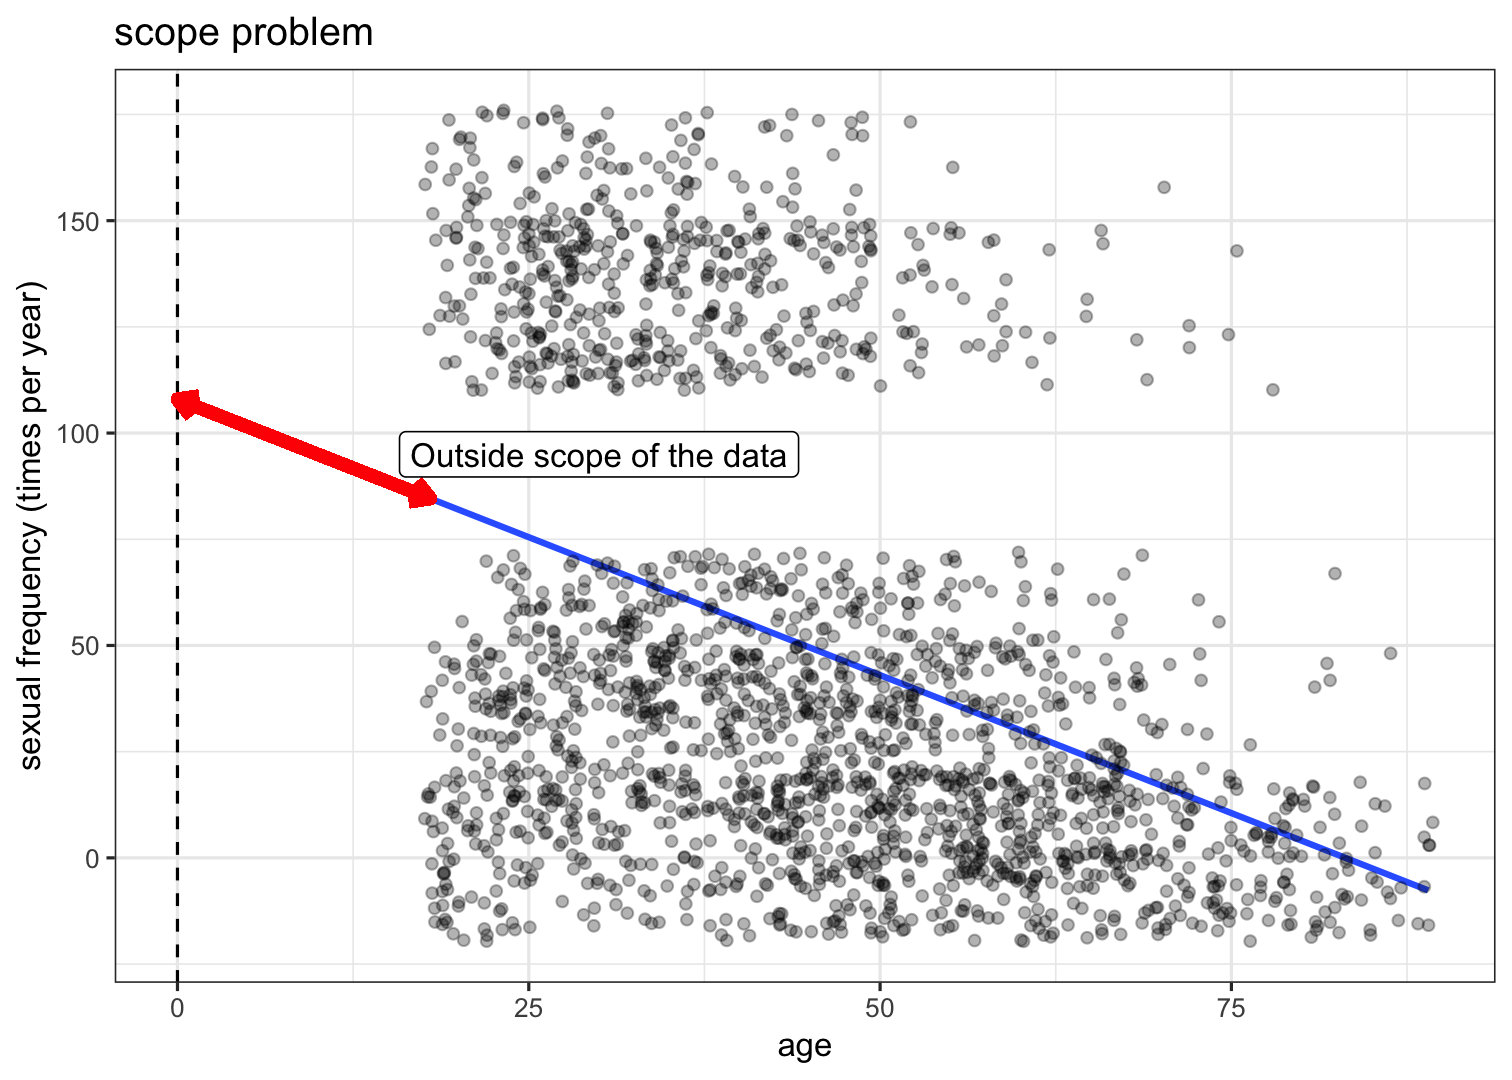 scope problem
sexual frequency (times per year)
150
100
50
0
Outside scope of the data
0
25
50
75
age